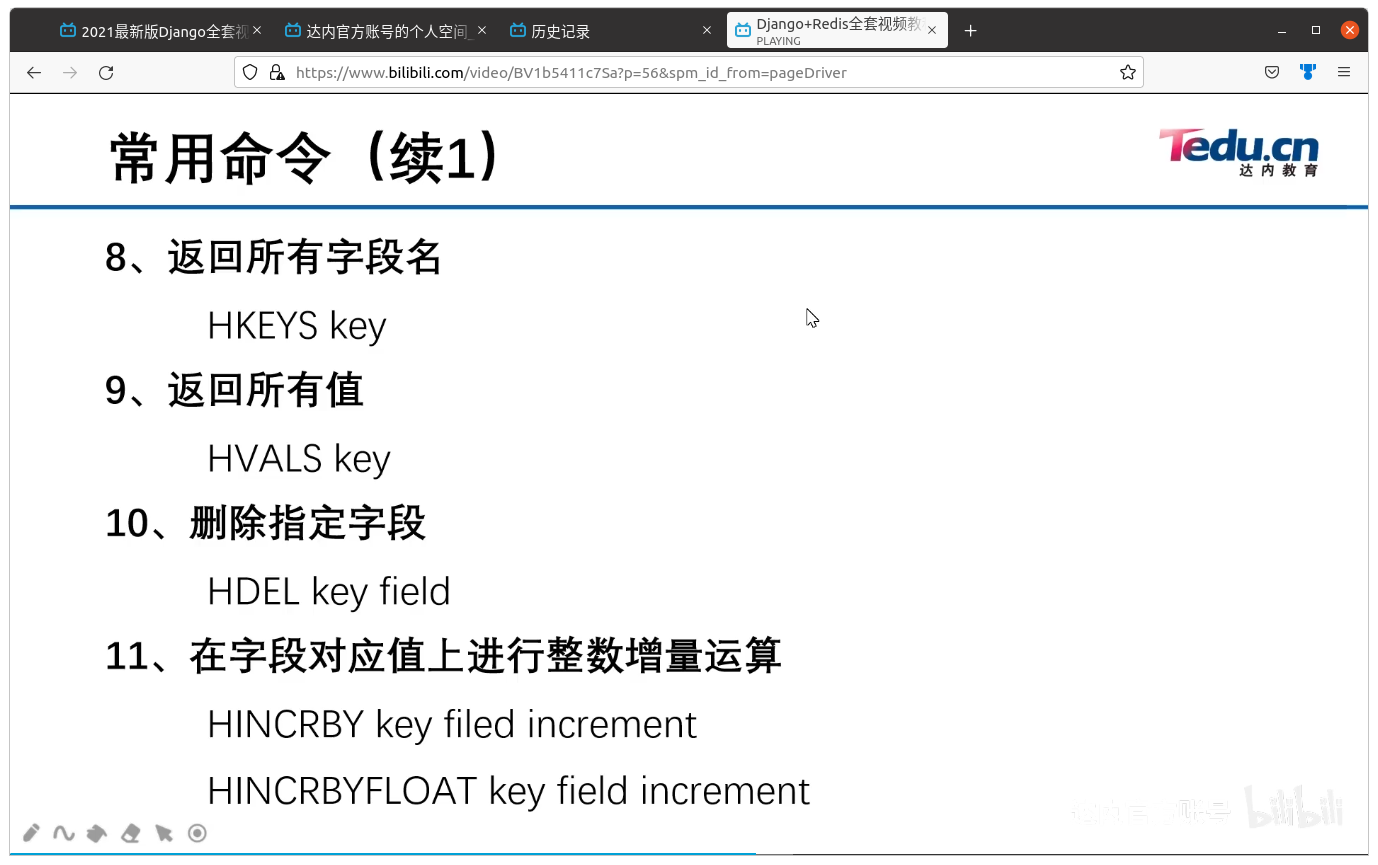 2021最新版Django全套视
达内官方账号的个人空间_
历史记录
Django+Redis全套视频教
PLAYING
https://www.bilibili.com/video/BV1b5411c7Sa?p=56&spm_id_from=pageDriver
常用命令（续1）
Tedu.cn
达内教育
8、返回所有字段名
HKEYS key
9、返回所有值
HVALS key
10、删除指定字段
HDEL key field
11、在字段对应值上进行整数增量运算
HINCRBY key filed increment
HINCRBYFLOAT key field increment
bilibili